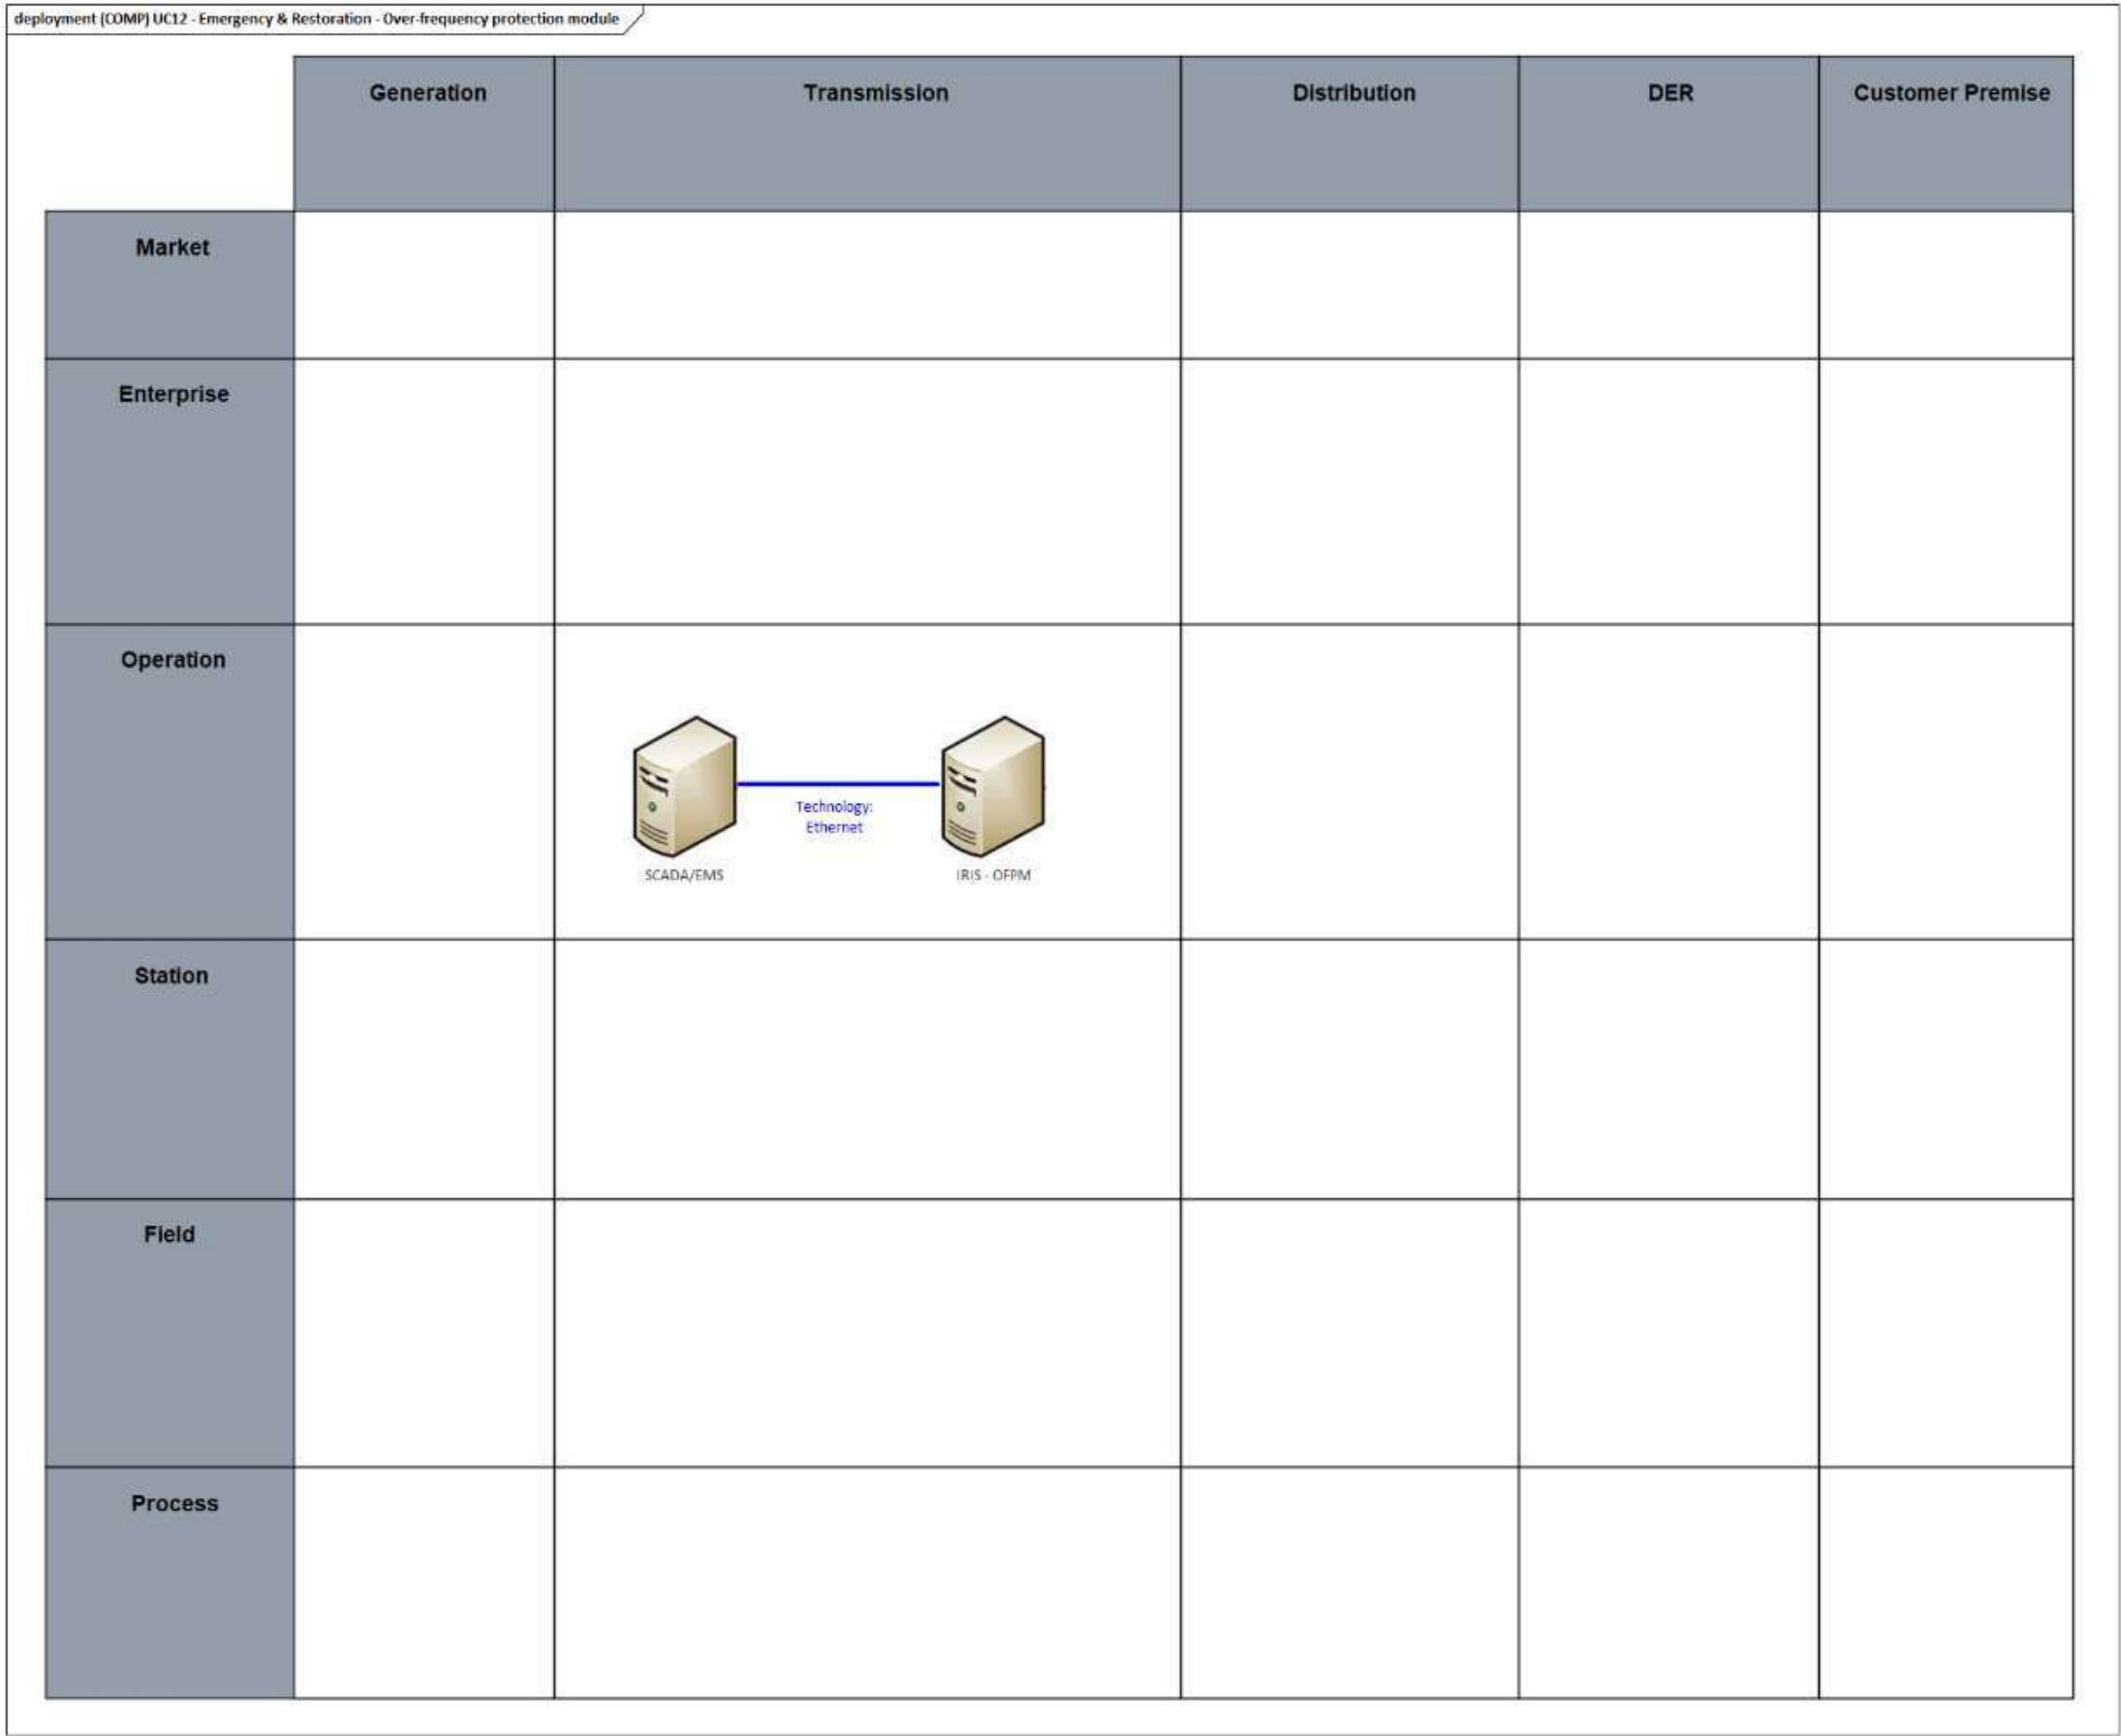 deployment (COMP) UC12 - Emergency & Restoration - Over-frequency protection module
Generation
Transmission
Distribution
DER
Customer Premise
Market
Enterprise
Operation
Technology:
Ethernet
SCADA/EMS
IRIS - OFPM
Station
Field
Process